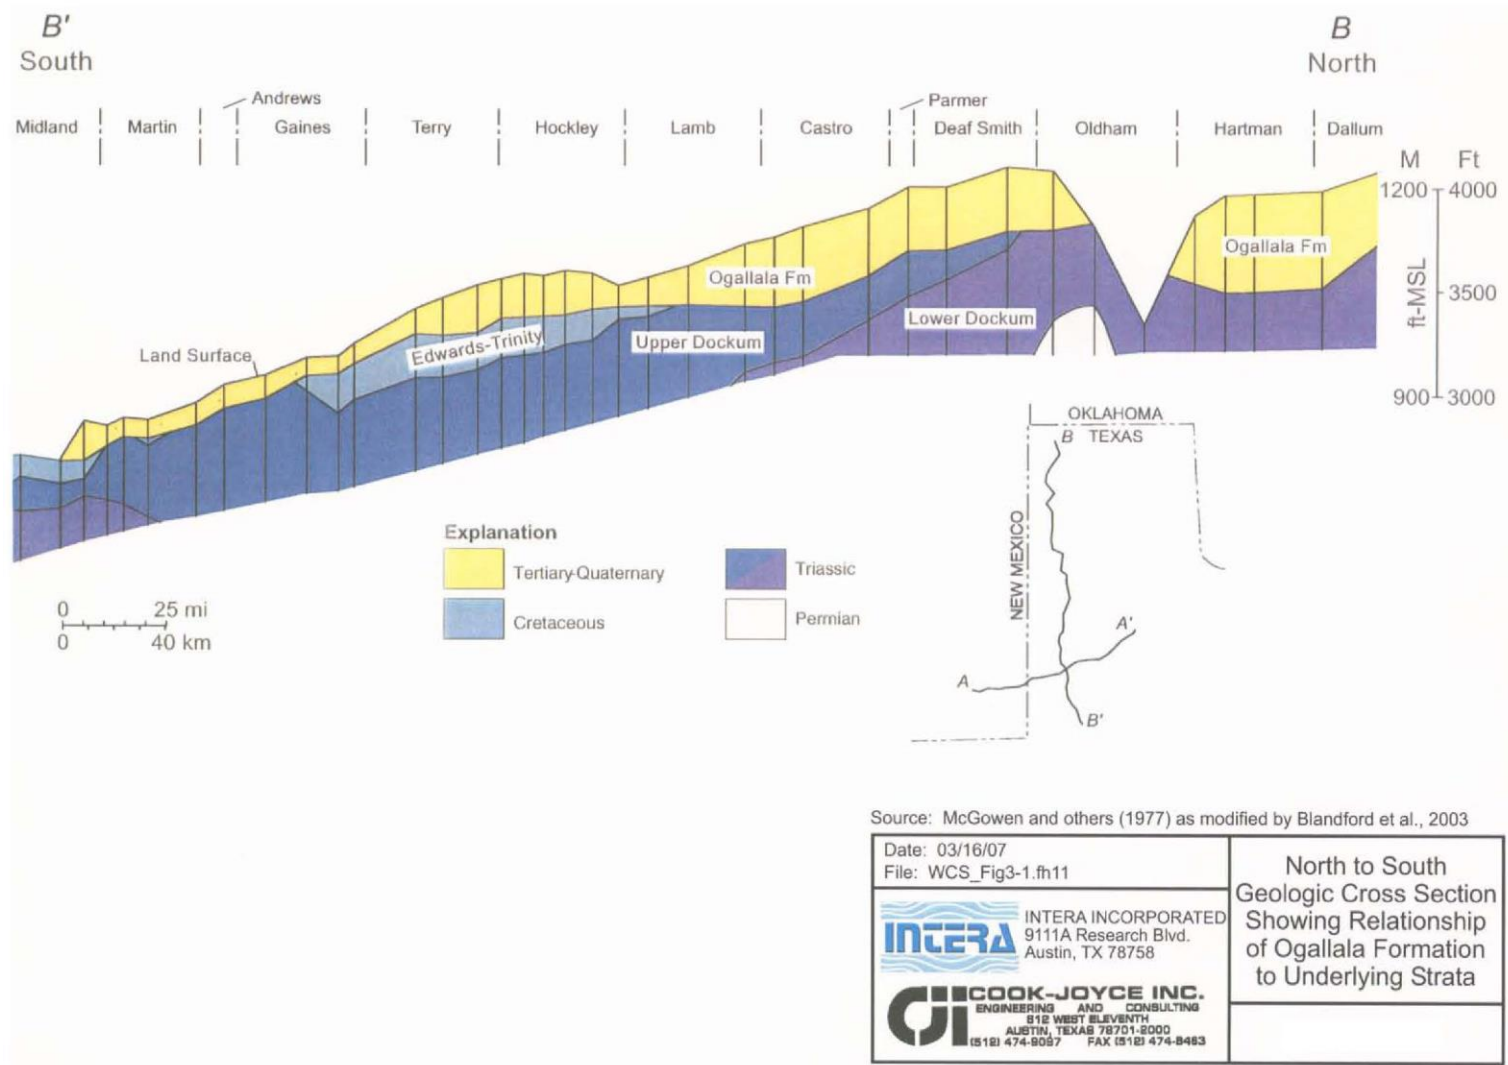 B'
South
B
North
Andrews
Parmer
Midland
Martin
Gaines
Terry
Hockley
Lamb
Castro
Deaf Smith
Oldham
Hartman
Dallum
M Ft
1200 4000
ft-MSL
3500
900 3000
Ogallala Fm
Ogallala Fm
Lower Dockum
Edwards-Trinity
Upper Dockum
Land Surface
OKLAHOMA
B TEXAS
NEW MEXICO
A'
A
B'
Explanation
Tertiary-Quaternary
Triassic
Cretaceous
Permian
0 25 mi
0 40 km
Source: McGowen and others (1977) as modified by Blandford et al., 2003
Date: 03/16/07
File: WCS_Fig3-1.fh11
INTERA
INTERA INCORPORATED
9111A Research Blvd.
Austin, TX 78758
CJI
COOK-JOYCE INC.
ENGINEERING AND CONSULTING
812 WEST ELEVENTH
AUSTIN, TEXAS 78701-2000
(512) 474-9097 FAX (512) 474-8463
North to South
Geologic Cross Section
Showing Relationship
of Ogallala Formation
to Underlying Strata